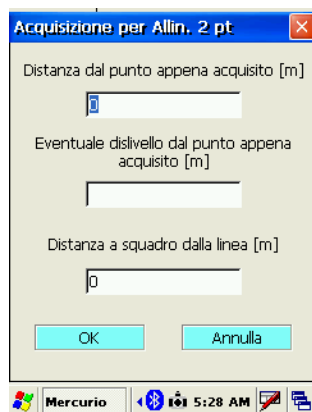 Acquisizione per Allin. 2 pt
Distanza dal punto appena acquisito [m]
0
Eventuale dislivello dal punto appena
acquisito [m]
Distanza a squadro dalla linea [m]
0
OK Annulla
Mercurio 5:28 AM